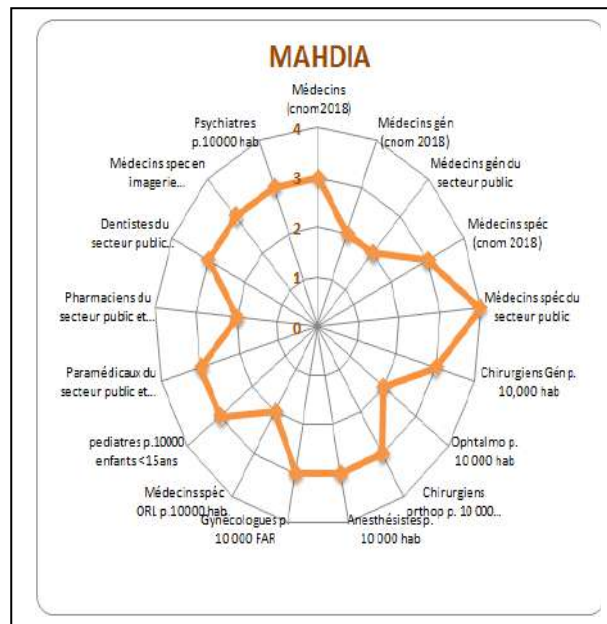 MAHDIA
Médecins
(cnom2018)
Médecins gén
(cnom 2018)
Médecins gén du
secteur public
Médecins spéc
(cnom 2018)
Médecins spéc du
secteur public
Chirurgiens Gén p.
10,000 hab
Ophtalmo p.
10 000 hab
Chirurgiens
orthop p. 10 000...
Anesthésistes p.
10 000 hab
Gynécologues p.
10 000 FAR
Médecins spéc
ORL p.10000 hab
pediatres p.10000
enfants <15ans
Paramédicaux du
secteur public et...
Pharmaciens du
secteur public et...
Dentistes du
secteur public...
Médecins spec en
imagerie...
Psychiatres
p.10000 hab
4
3
2
1
0